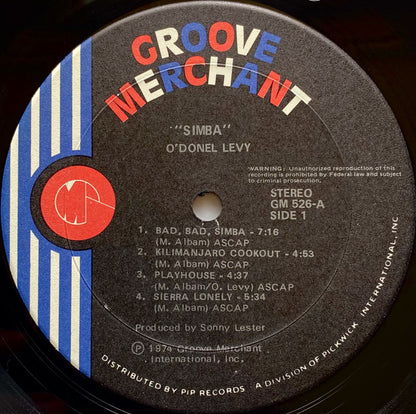 GROOVE
MERCHANT
"SIMBA"
O'DONEL LEVY
WARNING: Unauthorized reproduction of this
recording is prohibited by Federal law and subject
to criminal prosecution.
STEREO
GM 526-A
SIDE 1
1. BAD, BAD, SIMBA - 7:16
(M. Albam) ASCAP
2. KILIMANJARO COOKOUT - 4:53
(M. Albam) ASCAP
3. PLAYHOUSE - 4:37
(M. Albam/O. Levy) ASCAP
4. SIERRA LONELY - 5:34
(M. Albam) ASCAP
Produced by Sonny Lester
Ⓟ 1974 Groove Merchant
International, Inc.
DISTRIBUTED BY PIP RECORDS . A DIVISION OF PICKWICK INTERNATIONAL, INC.